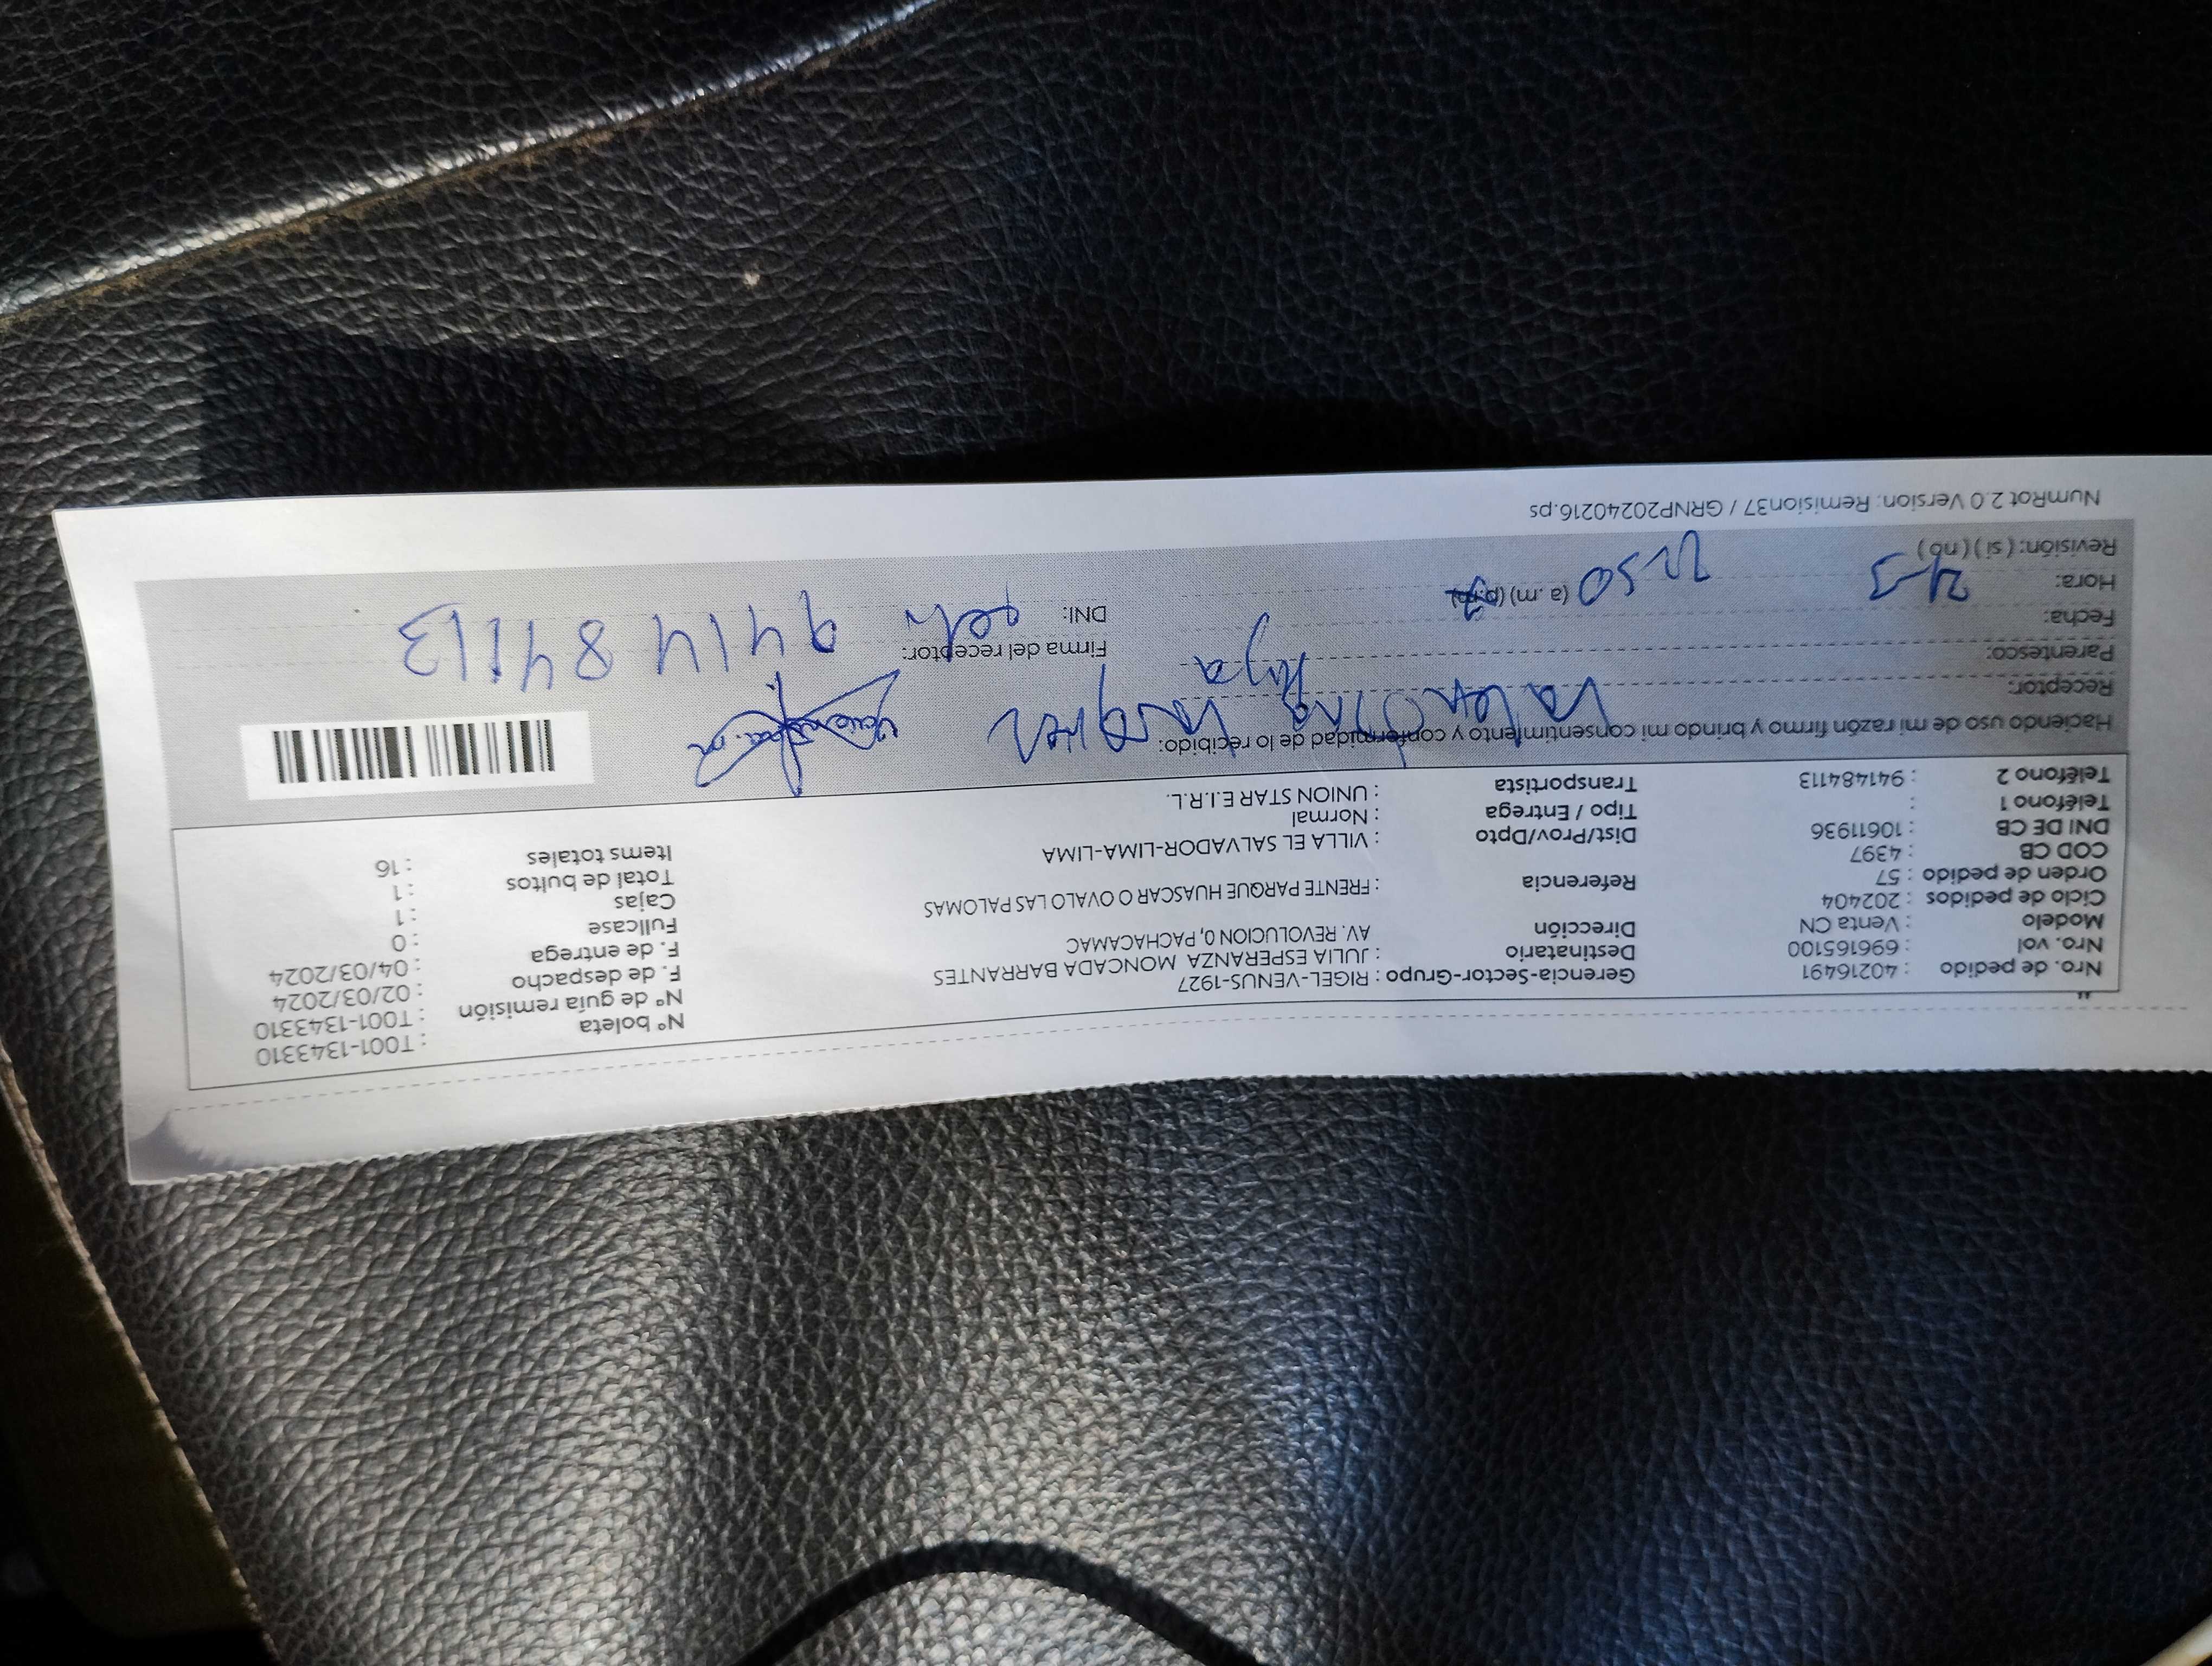 Nro. de pedido : 40216491 Gerencia-Sector-Grupo : RIGEL-VENUS-1927 Nº boleta : T001-1343310
Nro. vol : 696165100 Destinatario : JULIA ESPERANZA MONCADA BARRANTES Nº de guía remisión : T001-1343310
Modelo : Venta CN Dirección AV. REVOLUCION 0, PACHACAMAC F. de despacho : 02/03/2024
Ciclo de pedidos : 202404 F. de entrega : 04/03/2024
Orden de pedido : 57 Referencia : FRENTE PARQUE HUASCAR O OVALO LAS PALOMAS Fullcase : 0
COD CB : 4397 Cajas : 1
DNI DE CB : 10611936 Dist/Prov/Dpto : VILLA EL SALVADOR-LIMA-LIMA Total de bultos : 1
Teléfono 1 : Tipo / Entrega : Normal Items totales : 16
Teléfono 2 : 941484113 Transportista : UNION STAR E.I.R.L.
Haciendo uso de mi razón firmo y brindo mi consentimiento y conformidad de lo recibido:
Receptor: Valentina
Parentesco: Hija Firma del receptor:
Fecha: 4-3 DNI: 941484113
Hora: (a.m) (p.m)
Revisión: ( si ) ( no )
NumRot 2.0 Version: Remision37 / GRNP20240216.ps